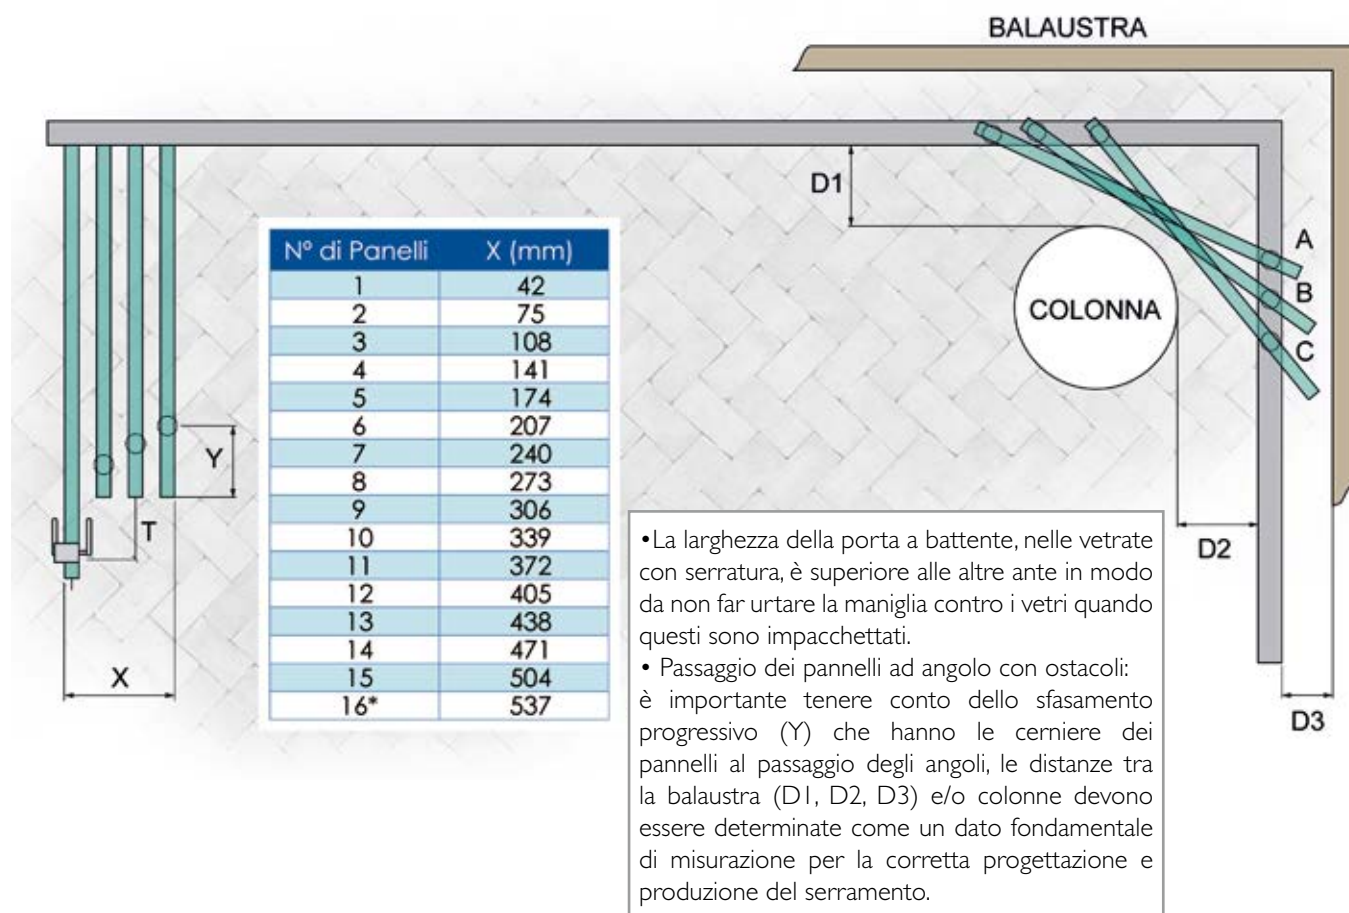 BALAUSTRA
D1
Nº di Panelli X (mm)
1 42
2 75
3 108
4 141
5 174
6 207
7 240
8 273
9 306
10 339
11 372
12 405
13 438
14 471
15 504
16* 537
A
B
C
COLONNA
Y
T
X
D2
D3
•La larghezza della porta a battente, nelle vetrate
con serratura, è superiore alle altre ante in modo
da non far urtare la maniglia contro i vetri quando
questi sono impacchettati.
• Passaggio dei pannelli ad angolo con ostacoli:
è importante tenere conto dello sfasamento
progressivo (Y) che hanno le cerniere dei
pannelli al passaggio degli angoli, le distanze tra
la balaustra (D1, D2, D3) e/o colonne devono
essere determinate come un dato fondamentale
di misurazione per la corretta progettazione e
produzione del serramento.